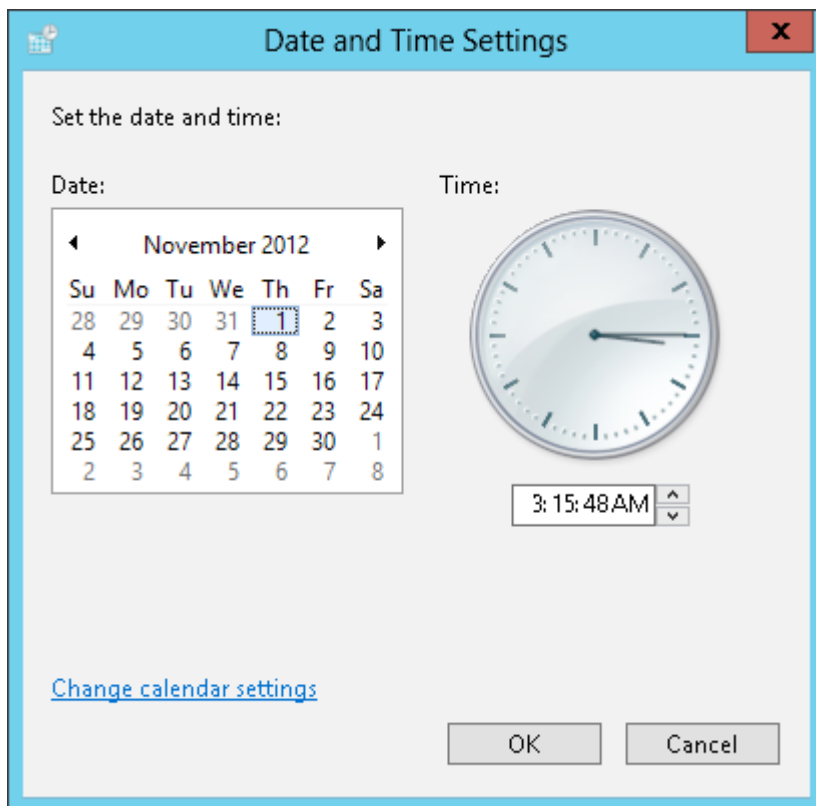 Date and Time Settings
x
Set the date and time:
Date:
Time:
November 2012
Su Mo Tu We Th Fr Sa
28 29 30 31 1 2 3
4 5 6 7 8 9 10
11 12 13 14 15 16 17
18 19 20 21 22 23 24
25 26 27 28 29 30 1
2 3 4 5 6 7 8
3:15:48 AM
Change calendar settings
OK
Cancel